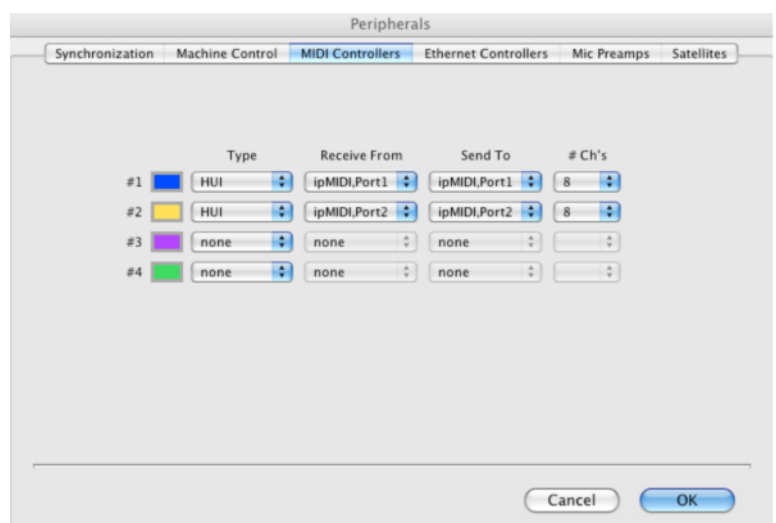 Peripherals
Synchronization Machine Control MIDI Controllers Ethernet Controllers Mic Preamps Satellites
Type Receive From Send To # Ch's
#1 HUI ipMIDI,Port1 ipMIDI,Port1 8
#2 HUI ipMIDI,Port2 ipMIDI,Port2 8
#3 none none none
#4 none none none
Cancel OK